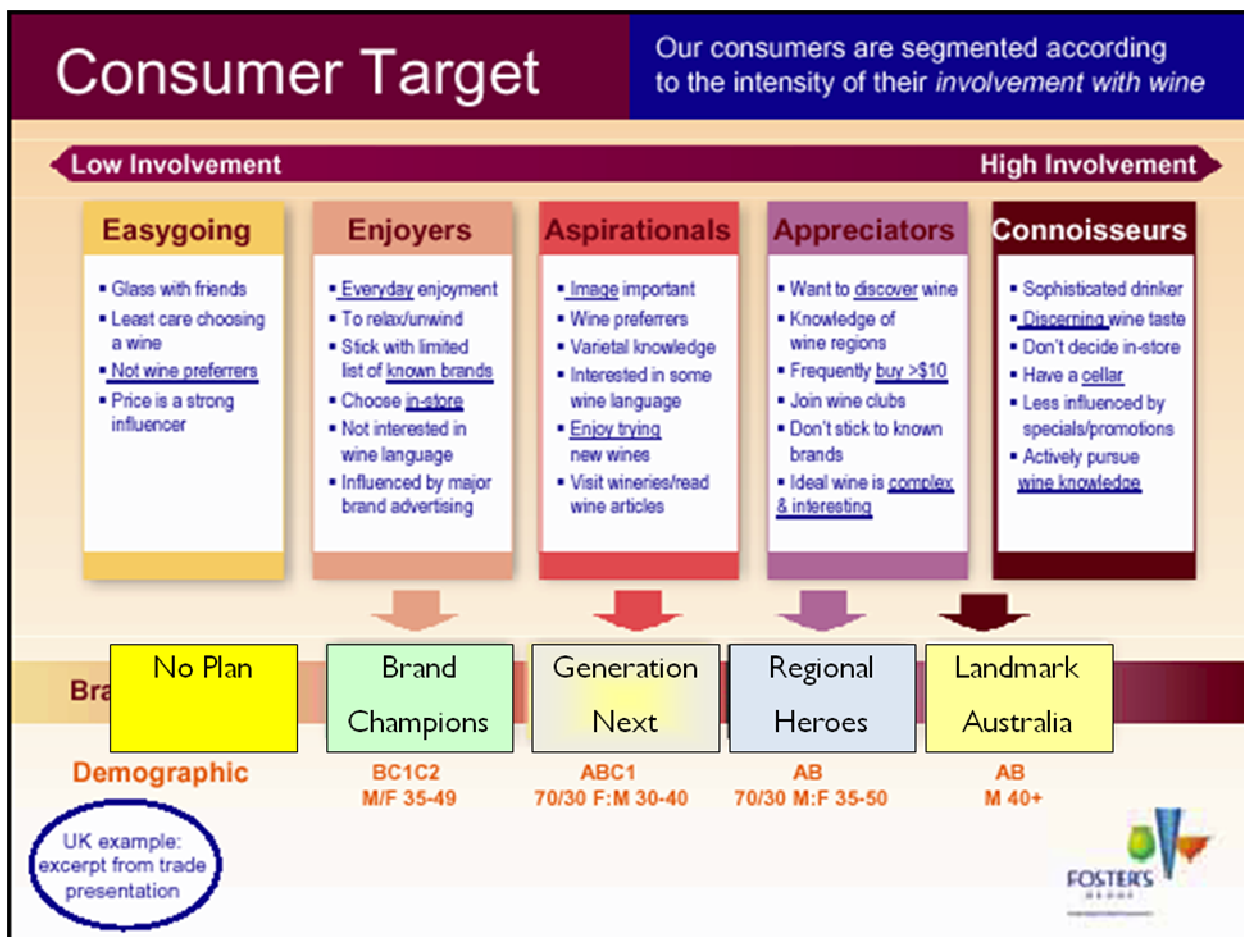 Consumer Target
Our consumers are segmented according
to the intensity of their involvement with wine
Low Involvement
High Involvement
Easygoing
▪ Glass with friends
▪ Least care choosing
a wine
▪ Not wine preferrers
▪ Price is a strong
influencer
Enjoyers
▪ Everyday enjoyment
▪ To relax/unwind
▪ Stick with limited
list of known brands
▪ Choose in-store
▪ Not interested in
wine language
▪ Influenced by major
brand advertising
Aspirationals
▪ Image important
▪ Wine preferrers
▪ Varietal knowledge
▪ Interested in some
wine language
▪ Enjoy trying
new wines
▪ Visit wineries/read
wine articles
Appreciators
▪ Want to discover wine
▪ Knowledge of
wine regions
▪ Frequently buy >$10
▪ Join wine clubs
▪ Don't stick to known
brands
▪ Ideal wine is complex
& interesting
Connoisseurs
▪ Sophisticated drinker
▪ Discerning wine taste
▪ Don't decide in-store
▪ Have a cellar
▪ Less influenced by
specials/promotions
▪ Actively pursue
wine knowledge
Bra
No Plan
Brand
Champions
Generation
Next
Regional
Heroes
Landmark
Australia
Demographic
BC1C2
M/F 35-49
ABC1
70/30 F:M 30-40
AB
70/30 M:F 35-50
AB
M 40+
UK example:
excerpt from trade
presentation
FOSTER'S
GROUP